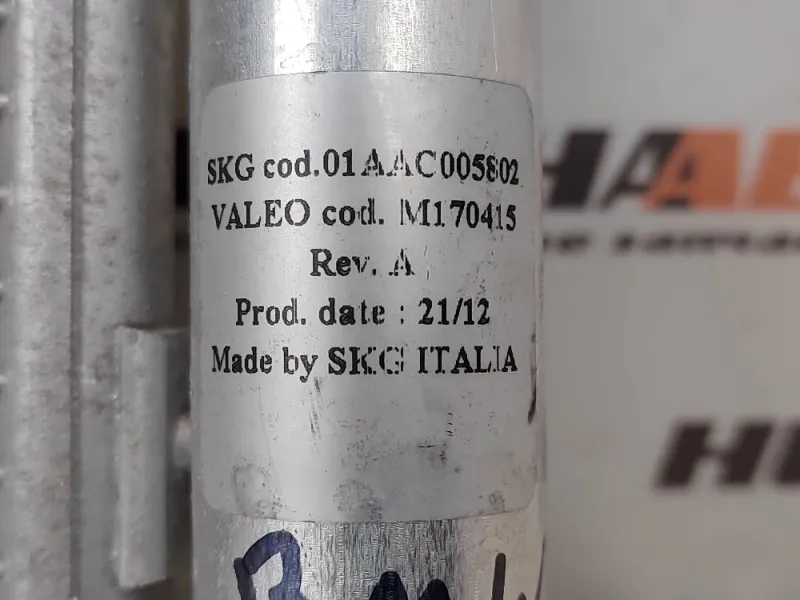 SKG cod.01AAC005802
VALEO cod. M170415
Rev. A
Prod. date : 21/12
Made by SKG ITALIA